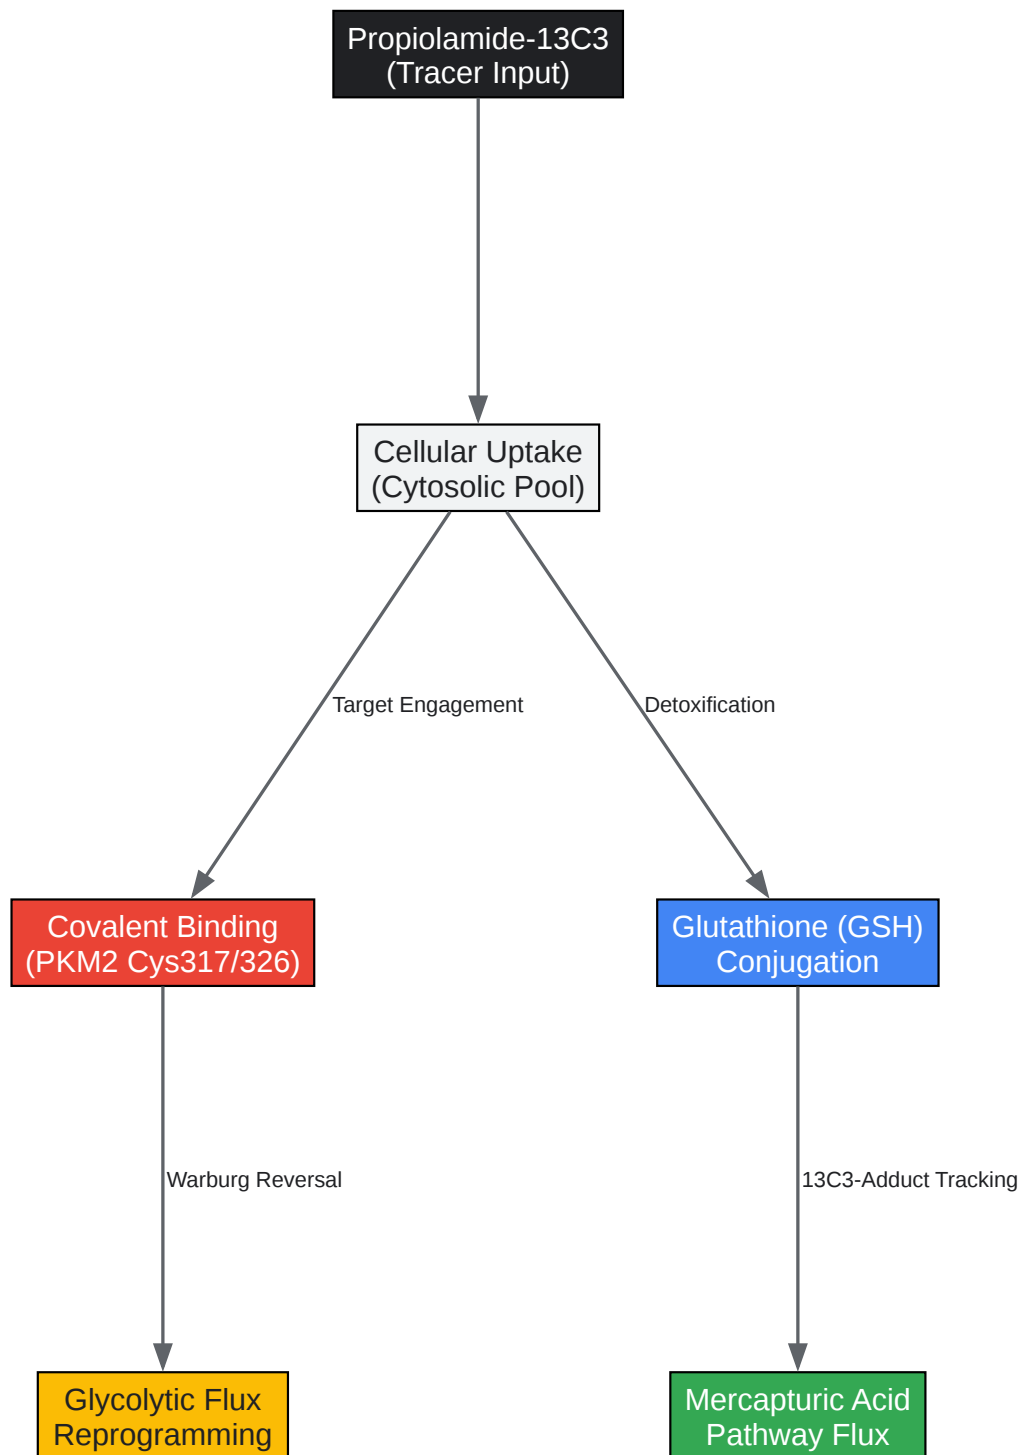 Propiolamide-13C3
(Tracer Input)
Cellular Uptake
(Cytosolic Pool)
Target Engagement
Detoxification
Covalent Binding
(PKM2 Cys317/326)
Glutathione (GSH)
Conjugation
Warburg Reversal
13C3-Adduct Tracking
Glycolytic Flux
Reprogramming
Mercapturic Acid
Pathway Flux